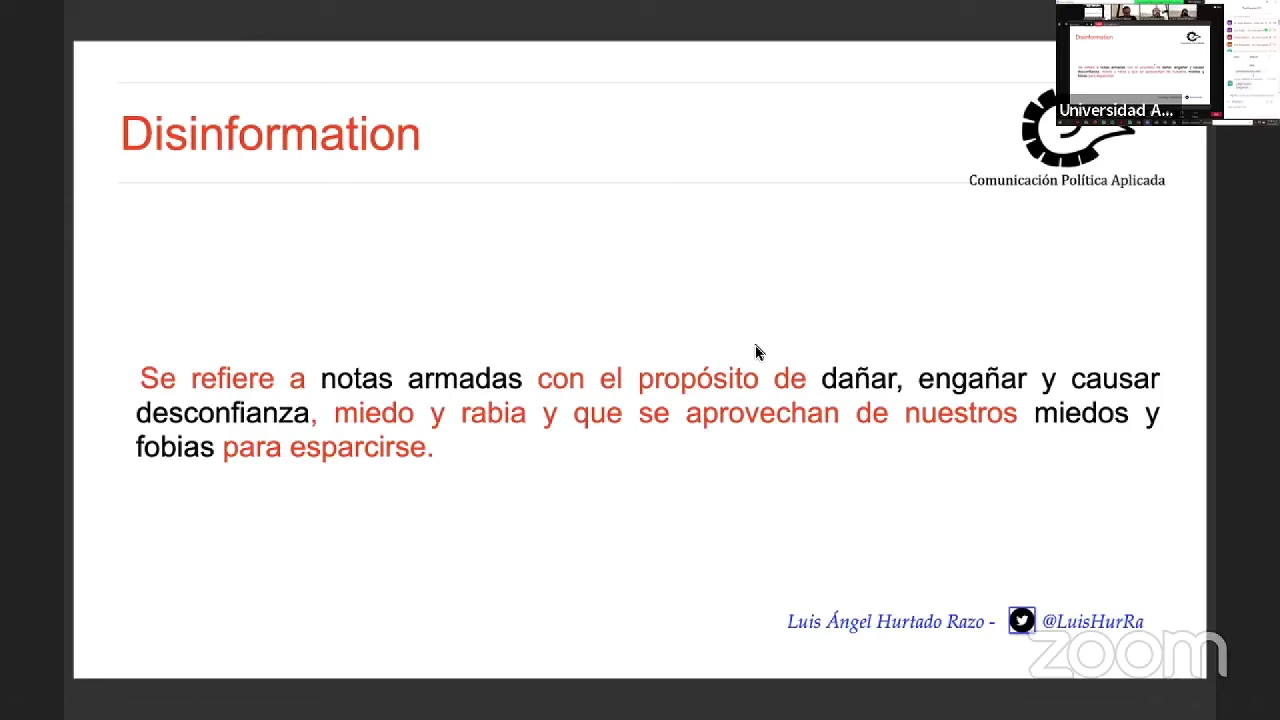 Disinformation
Universidad A...
Comunicación Política Aplicada
Se refiere a notas armadas con el propósito de dañar, engañar y causar
desconfianza, miedo y rabia y que se aprovechan de nuestros miedos y
fobias para esparcirse.
Luis Ángel Hurtado Razo - @LuisHurRa
zoom